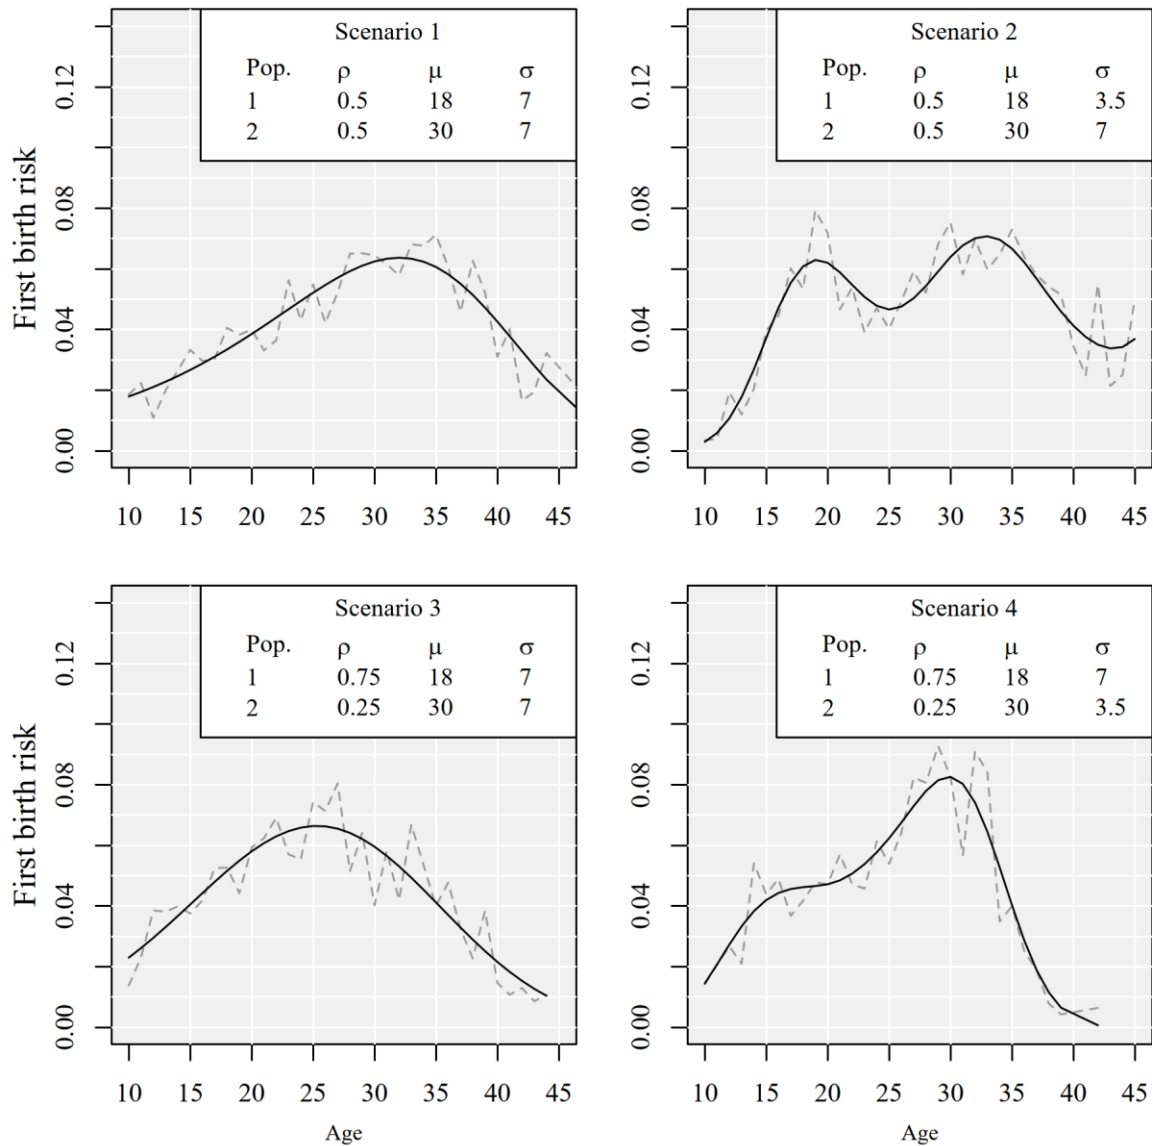 Scenario 1
Pop. ρ μ σ
1 0.5 18 7
2 0.5 30 7
First birth risk
0.00 0.04 0.08 0.12
10 15 20 25 30 35 40 45
Scenario 2
Pop. ρ μ σ
1 0.5 18 3.5
2 0.5 30 7
0.00 0.04 0.08 0.12
10 15 20 25 30 35 40 45
Scenario 3
Pop. ρ μ σ
1 0.75 18 7
2 0.25 30 7
First birth risk
0.00 0.04 0.08 0.12
10 15 20 25 30 35 40 45
Age
Scenario 4
Pop. ρ μ σ
1 0.75 18 7
2 0.25 30 3.5
0.00 0.04 0.08 0.12
10 15 20 25 30 35 40 45
Age